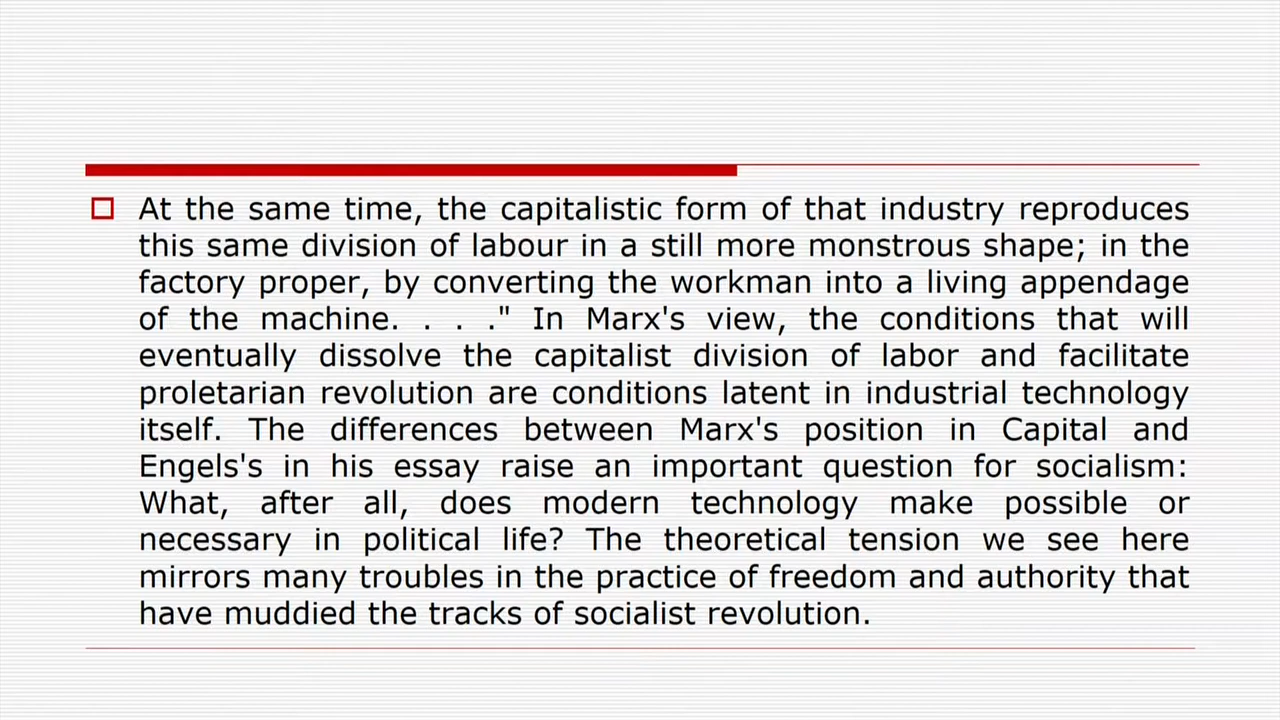 At the same time, the capitalistic form of that industry reproduces
this same division of labour in a still more monstrous shape; in the
factory proper, by converting the workman into a living appendage
of the machine. . . ." In Marx's view, the conditions that will
eventually dissolve the capitalist division of labor and facilitate
proletarian revolution are conditions latent in industrial technology
itself. The differences between Marx's position in Capital and
Engels's in his essay raise an important question for socialism:
What, after all, does modern technology make possible or
necessary in political life? The theoretical tension we see here
mirrors many troubles in the practice of freedom and authority that
have muddied the tracks of socialist revolution.